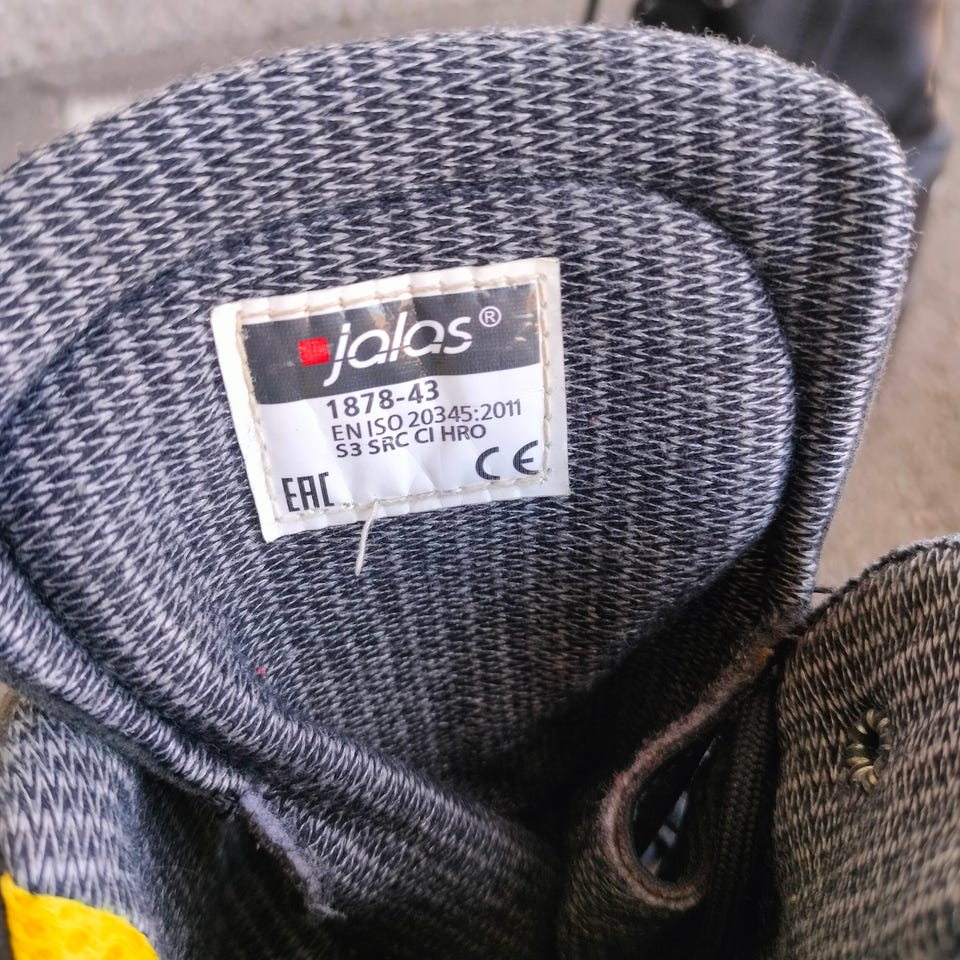 jalas®
1878-43
EN ISO 20345:2011
S3 SRC CI HRO
EAC CE